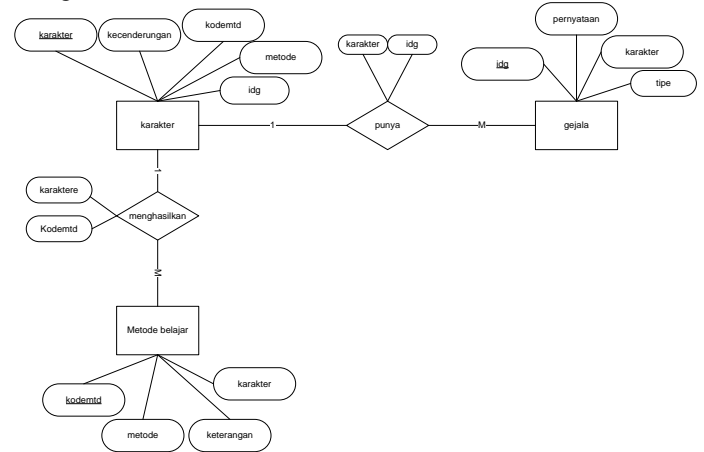 kodemtd
karakter
kecenderungan
metode
idg
karakter
karakter
idg
pernyataan
idg
karakter
tipe
1
punya
M
gejala
1
karaktere
menghasilkan
Kodemtd
M
Metode belajar
karakter
kodemtd
metode
keterangan